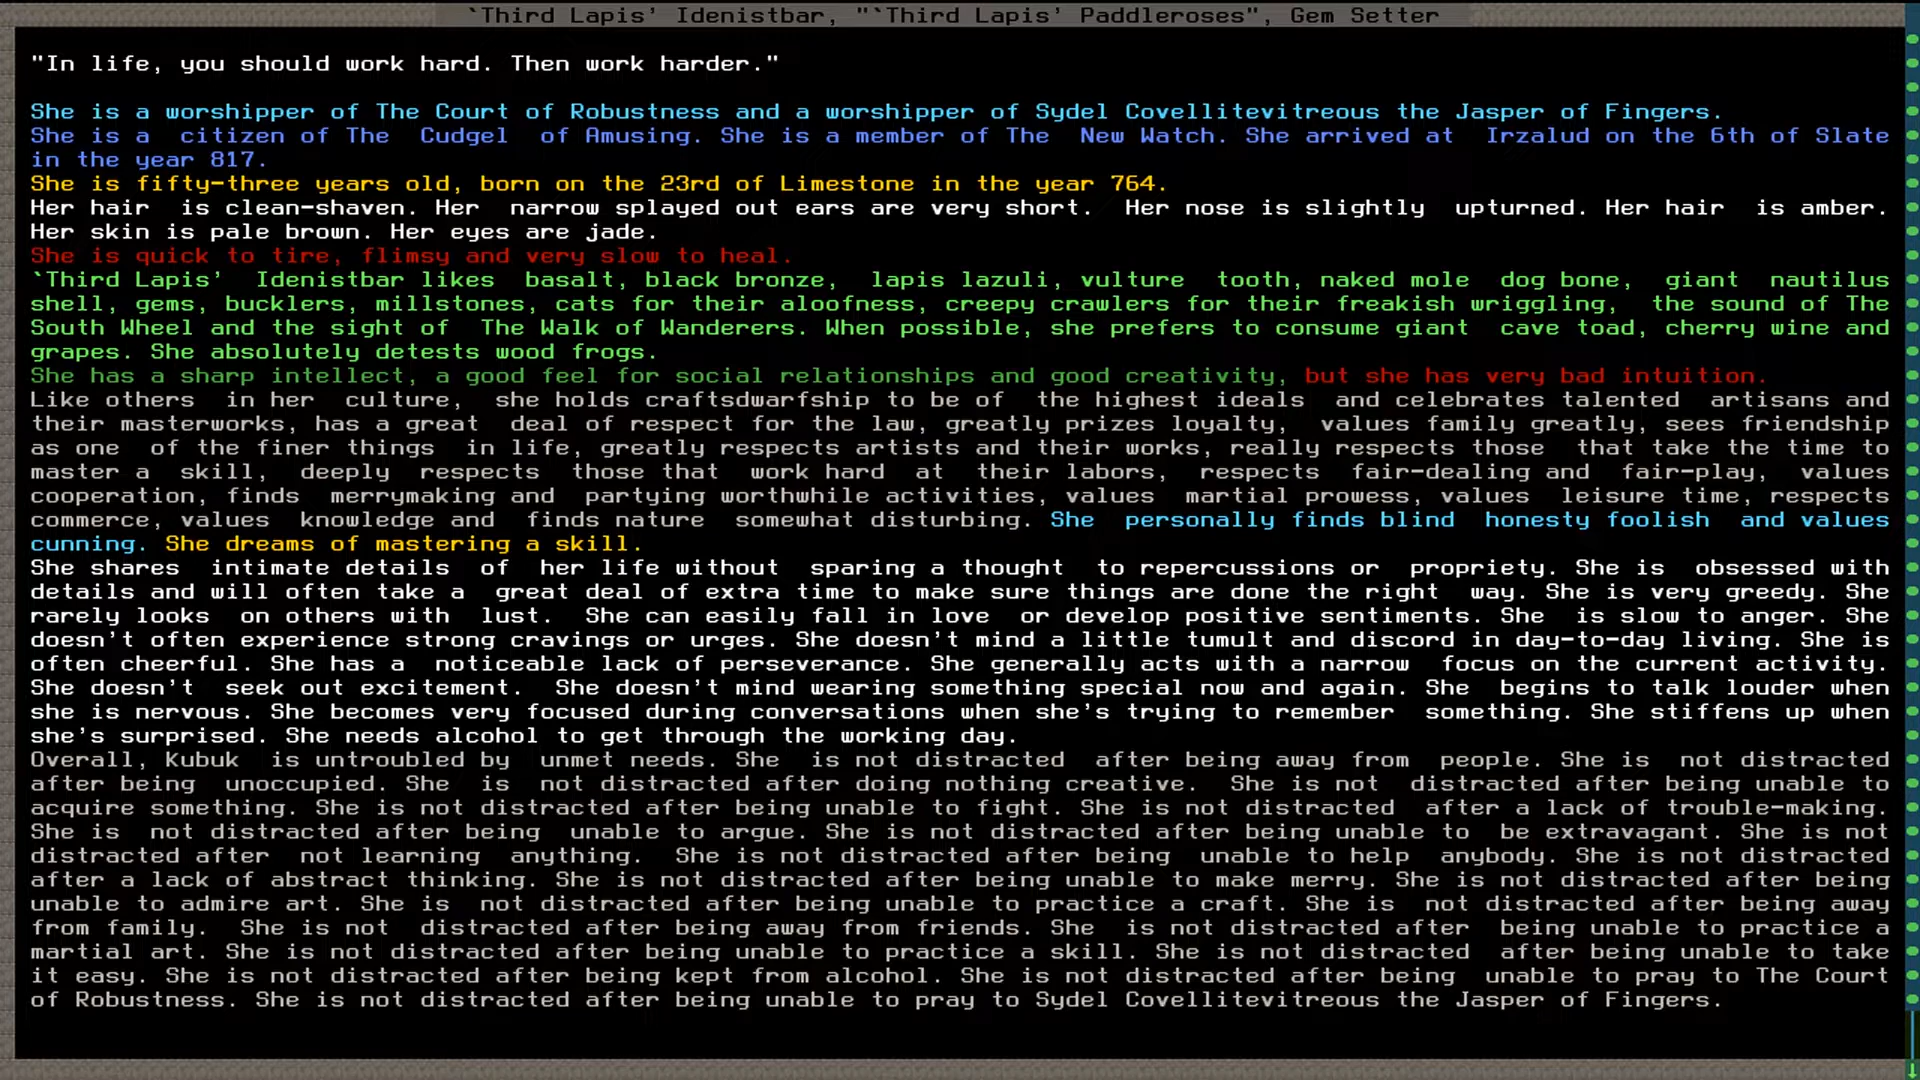 `Third Lapis' Idenistbar, "`Third Lapis' Paddleroses", Gem Setter
"In life, you should work hard. Then work harder."
She is a worshipper of The Court of Robustness and a worshipper of Sydel Covellitevitreous the Jasper of Fingers.
She is a citizen of The Cudgel of Amusing. She is a member of The New Watch. She arrived at Irzalud on the 6th of Slate
in the year 817.
She is fifty-three years old, born on the 23rd of Limestone in the year 764.
Her hair is clean-shaven. Her narrow splayed out ears are very short. Her nose is slightly upturned. Her hair is amber.
Her skin is pale brown. Her eyes are jade.
She is quick to tire, flimsy and very slow to heal.
`Third Lapis' Idenistbar likes basalt, black bronze, lapis lazuli, vulture tooth, naked mole dog bone, giant nautilus
shell, gems, bucklers, millstones, cats for their aloofness, creepy crawlers for their freakish wriggling, the sound of The
South Wheel and the sight of The Walk of Wanderers. When possible, she prefers to consume giant cave toad, cherry wine and
grapes. She absolutely detests wood frogs.
She has a sharp intellect, a good feel for social relationships and good creativity, but she has very bad intuition.
Like others in her culture, she holds craftsdwarfship to be of the highest ideals and celebrates talented artisans and
their masterworks, has a great deal of respect for the law, greatly prizes loyalty, values family greatly, sees friendship
as one of the finer things in life, greatly respects artists and their works, really respects those that take the time to
master a skill, deeply respects those that work hard at their labors, respects fair-dealing and fair-play, values
cooperation, finds merrymaking and partying worthwhile activities, values martial prowess, values leisure time, respects
commerce, values knowledge and finds nature somewhat disturbing. She personally finds blind honesty foolish and values
cunning. She dreams of mastering a skill.
She shares intimate details of her life without sparing a thought to repercussions or propriety. She is obsessed with
details and will often take a great deal of extra time to make sure things are done the right way. She is very greedy. She
rarely looks on others with lust. She can easily fall in love or develop positive sentiments. She is slow to anger. She
doesn't often experience strong cravings or urges. She doesn't mind a little tumult and discord in day-to-day living. She is
often cheerful. She has a noticeable lack of perseverance. She generally acts with a narrow focus on the current activity.
She doesn't seek out excitement. She doesn't mind wearing something special now and again. She begins to talk louder when
she is nervous. She becomes very focused during conversations when she's trying to remember something. She stiffens up when
she's surprised. She needs alcohol to get through the working day.
Overall, Kubuk is untroubled by unmet needs. She is not distracted after being away from people. She is not distracted
after being unoccupied. She is not distracted after doing nothing creative. She is not distracted after being unable to
acquire something. She is not distracted after being unable to fight. She is not distracted after a lack of trouble-making.
She is not distracted after being unable to argue. She is not distracted after being unable to be extravagant. She is not
distracted after not learning anything. She is not distracted after being unable to help anybody. She is not distracted
after a lack of abstract thinking. She is not distracted after being unable to make merry. She is not distracted after being
unable to admire art. She is not distracted after being unable to practice a craft. She is not distracted after being away
from family. She is not distracted after being away from friends. She is not distracted after being unable to practice a
martial art. She is not distracted after being unable to practice a skill. She is not distracted after being unable to take
it easy. She is not distracted after being kept from alcohol. She is not distracted after being unable to pray to The Court
of Robustness. She is not distracted after being unable to pray to Sydel Covellitevitreous the Jasper of Fingers.